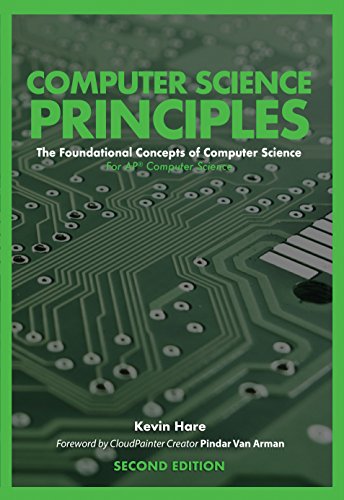 COMPUTER SCIENCE
PRINCIPLES
The Foundational Concepts of Computer Science
For AP® Computer Science
Kevin Hare
Foreword by CloudPainter Creator Pindar Van Arman
SECOND EDITION